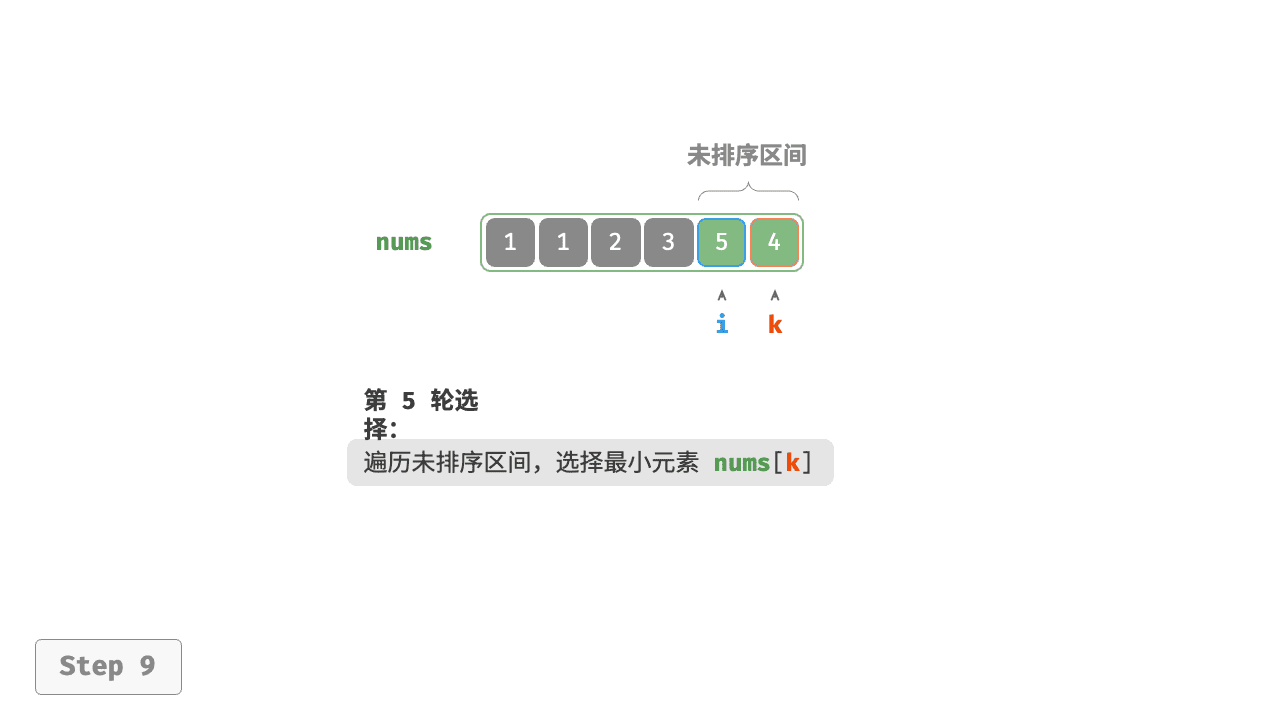 未排序区间
nums 1 1 2 3 5 4
i k
第 5 轮选
择：
遍历未排序区间，选择最小元素 nums[k]
Step 9